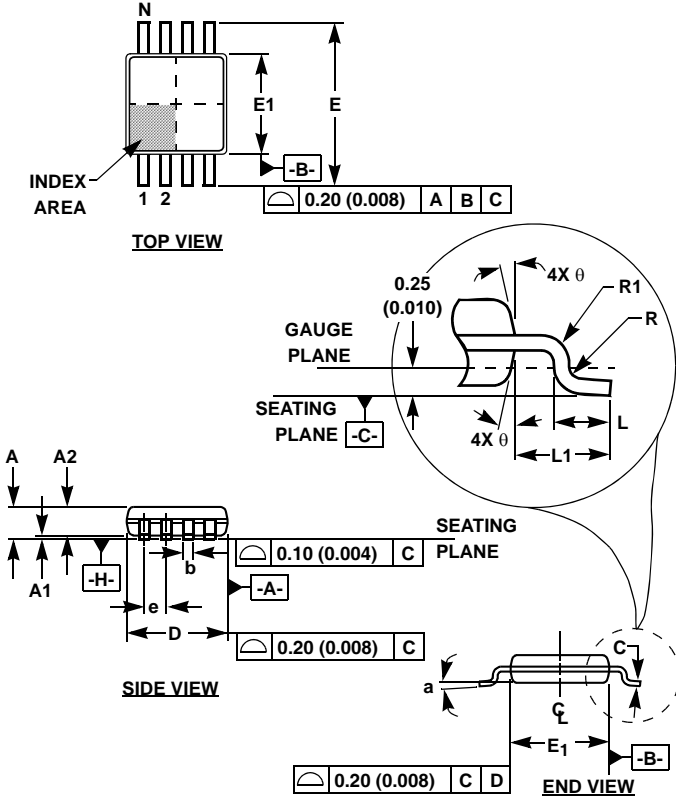 N
E1
E
-B-
INDEX
AREA
1 2
0.20 (0.008) A B C
TOP VIEW
0.25
(0.010)
4X θ
R1
R
GAUGE
PLANE
SEATING
PLANE
-C-
4X θ
L
L1
A
A2
A1
-H-
b
e
D
0.10 (0.004) C
SEATING
PLANE
-A-
0.20 (0.008) C
SIDE VIEW
C
a
CL
E1
-B-
0.20 (0.008) C D
END VIEW